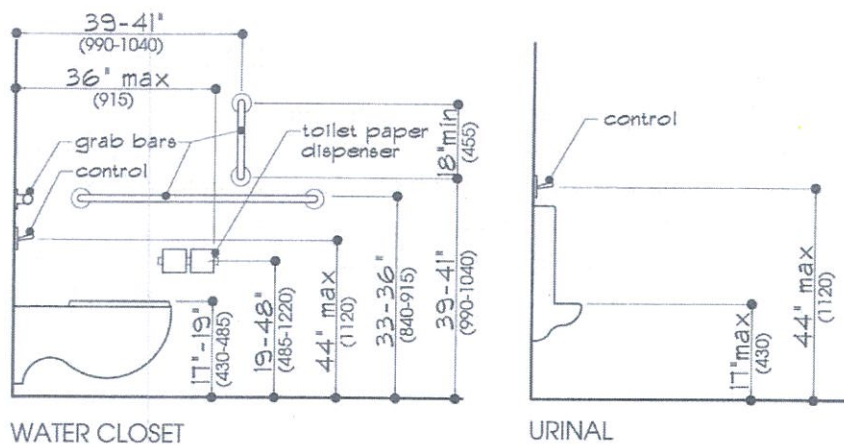 39-41"
(990-1040)
36" max
(915)
grab bars
control
toilet paper
dispenser
18"min
(455)
17"-19"
(430-485)
19-48"
(485-1220)
44" max
(1120)
33-36"
(840-915)
39-41"
(990-1040)
WATER CLOSET
control
17"max
(430)
44" max
(1120)
URINAL